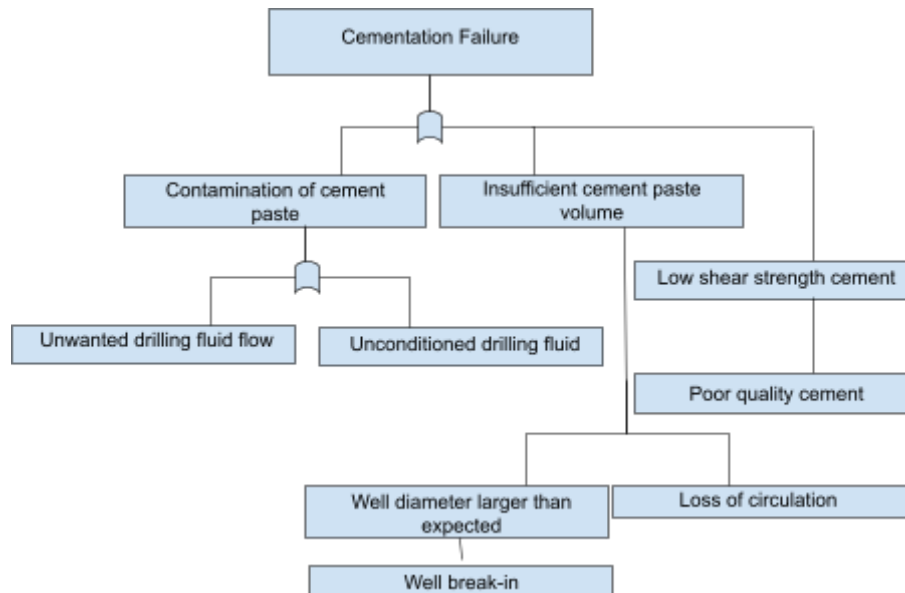 Cementation Failure
Contamination of cement
paste
Insufficient cement paste
volume
Low shear strength cement
Unwanted drilling fluid flow
Unconditioned drilling fluid
Poor quality cement
Well diameter larger than
expected
Loss of circulation
Well break-in